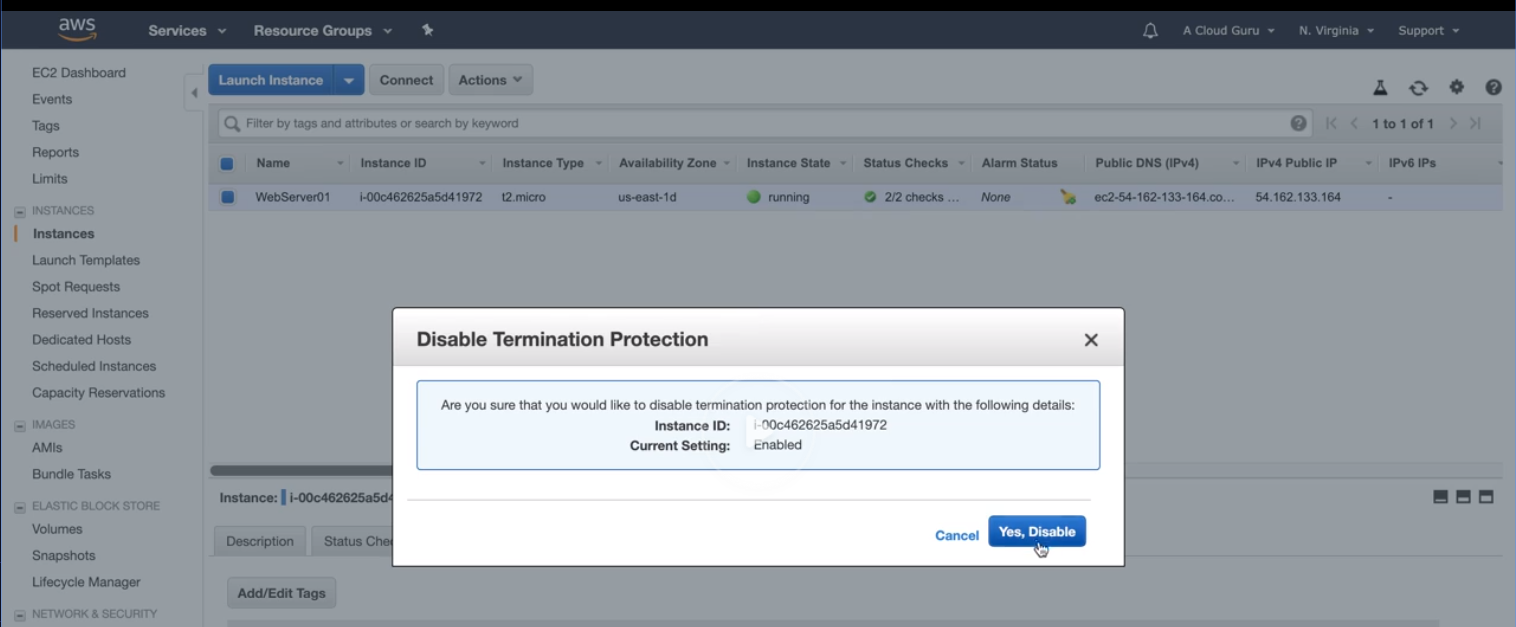 aws Services Resource Groups A Cloud Guru N. Virginia Support
EC2 Dashboard
Events
Tags
Reports
Limits
INSTANCES
Instances
Launch Templates
Spot Requests
Reserved Instances
Dedicated Hosts
Scheduled Instances
Capacity Reservations
IMAGES
AMIs
Bundle Tasks
ELASTIC BLOCK STORE
Volumes
Snapshots
Lifecycle Manager
NETWORK & SECURITY
Launch Instance Connect Actions
Filter by tags and attributes or search by keyword 1 to 1 of 1
Name Instance ID Instance Type Availability Zone Instance State Status Checks Alarm Status Public DNS (IPv4) IPv4 Public IP IPv6 IPs
WebServer01 i-00c462625a5d41972 t2.micro us-east-1d running 2/2 checks ... None ec2-54-162-133-164.co... 54.162.133.164 -
Disable Termination Protection
Are you sure that you would like to disable termination protection for the instance with the following details:
Instance ID: i-00c462625a5d41972
Current Setting: Enabled
Cancel Yes, Disable
Instance: i-00c462625a5d4
Description Status Che
Add/Edit Tags